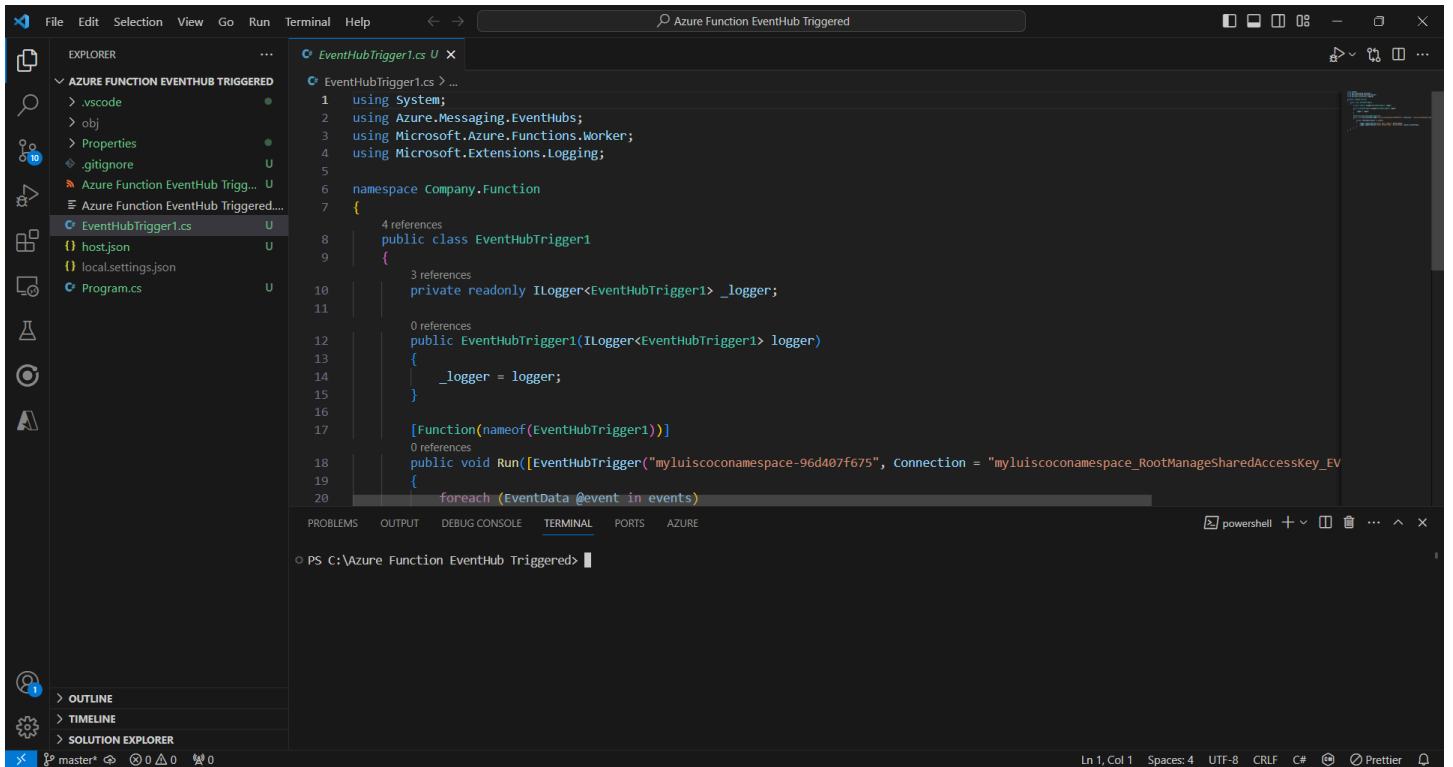 File Edit Selection View Go Run Terminal Help
Azure Function EventHub Triggered
EXPLORER
AZURE FUNCTION EVENTHUB TRIGGERED
.vscode
obj
Properties
.gitignore U
Azure Function EventHub Trigg... U
Azure Function EventHub Triggered....
EventHubTrigger1.cs U
host.json U
local.settings.json
Program.cs U
10
1
OUTLINE
TIMELINE
SOLUTION EXPLORER
EventHubTrigger1.cs U
EventHubTrigger1.cs > ...
1 using System;
2 using Azure.Messaging.EventHubs;
3 using Microsoft.Azure.Functions.Worker;
4 using Microsoft.Extensions.Logging;
5
6 namespace Company.Function
7 {
4 references
8 public class EventHubTrigger1
9 {
3 references
10 private readonly ILogger<EventHubTrigger1> _logger;
11
0 references
12 public EventHubTrigger1(ILogger<EventHubTrigger1> logger)
13 {
14 _logger = logger;
15 }
16
17 [Function(nameof(EventHubTrigger1))]
0 references
18 public void Run([EventHubTrigger("myluiscoconamespace-96d407f675", Connection = "myluiscoconamespace_RootManageSharedAccessKey_EV
19 {
20 foreach (EventData @event in events)
PROBLEMS OUTPUT DEBUG CONSOLE TERMINAL PORTS AZURE
powershell
PS C:\Azure Function EventHub Triggered>
master* 0 0 0
Ln 1, Col 1 Spaces: 4 UTF-8 CRLF C# Prettier